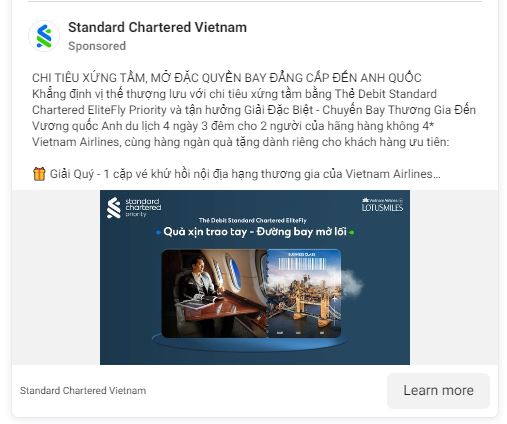 Standard Chartered Vietnam
Sponsored
CHI TIÊU XỨNG TẦM, MỞ ĐẶC QUYỀN BAY ĐẲNG CẤP ĐẾN ANH QUỐC
Khẳng định vị thế thượng lưu với chi tiêu xứng tầm bằng Thẻ Debit Standard
Chartered EliteFly Priority và tận hưởng Giải Đặc Biệt - Chuyến Bay Thương Gia Đến
Vương quốc Anh du lịch 4 ngày 3 đêm cho 2 người của hãng hàng không 4*
Vietnam Airlines, cùng hàng ngàn quà tặng dành riêng cho khách hàng ưu tiên:
🎁 Giải Quý - 1 cặp vé khứ hồi nội địa hạng thương gia của Vietnam Airlines...
standard
chartered
priority
Vietnam Airlines
LOTUSMILES
Thẻ Debit Standard Chartered EliteFly
Quà xịn trao tay - Đường bay mở lối
BUSINESS CLASS
Standard Chartered Vietnam
Learn more